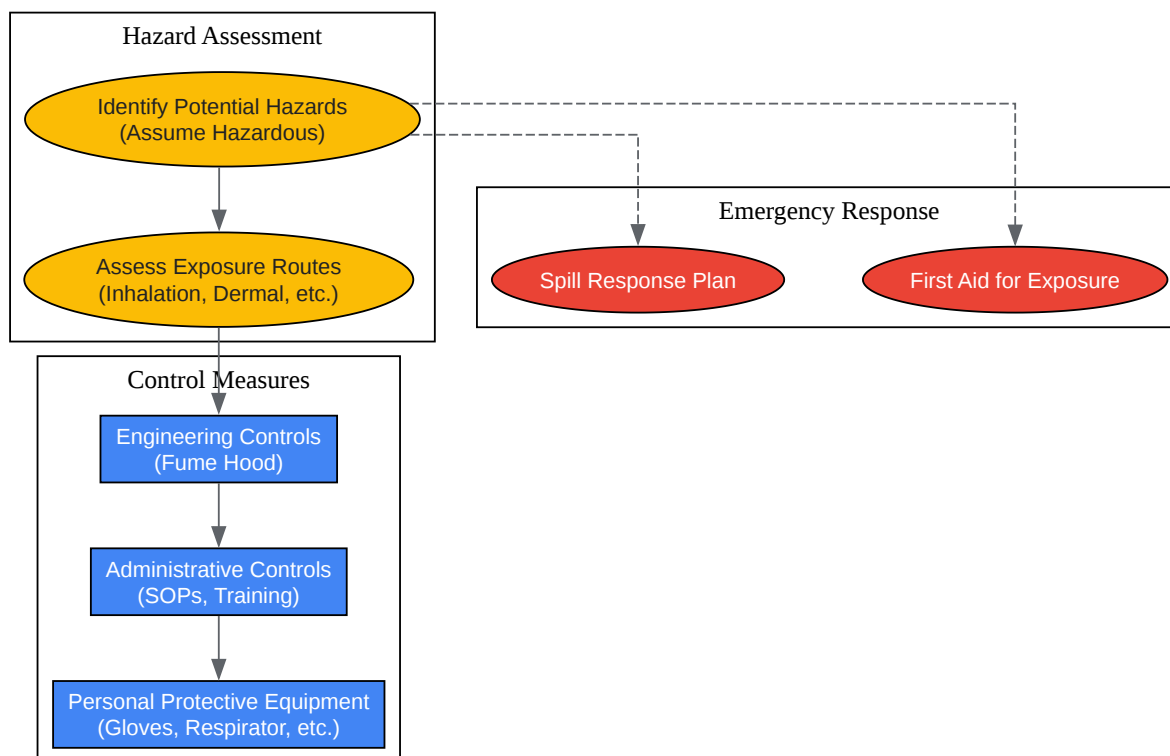 Hazard Assessment
Identify Potential Hazards
(Assume Hazardous)
Assess Exposure Routes
(Inhalation, Dermal, etc.)
Emergency Response
Spill Response Plan
First Aid for Exposure
Control Measures
Engineering Controls
(Fume Hood)
Administrative Controls
(SOPs, Training)
Personal Protective Equipment
(Gloves, Respirator, etc.)